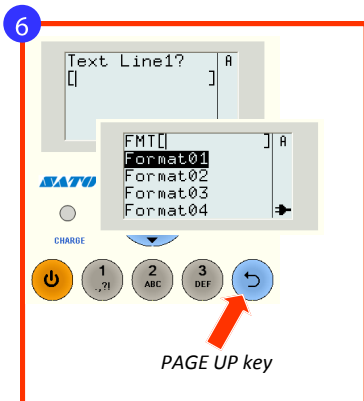 6
Text Line1? A
[ ]
FMT[ ] A
Format01
Format02
Format03
Format04
SATO
CHARGE
1 2 3
.,?! ABC DEF
PAGE UP key